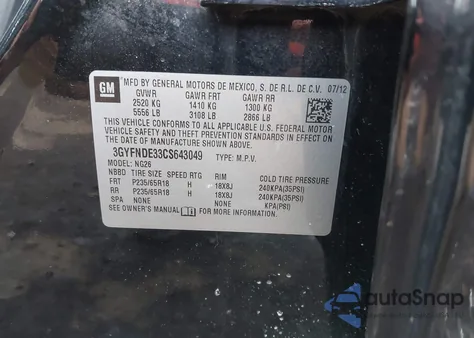 GM
MFD BY GENERAL MOTORS DE MEXICO, S. DE R.L. DE C.V. 07/12
GVWR GAWR FRT GAWR RR
2520 KG 1410 KG 1300 KG
5556 LB 3108 LB 2866 LB
THIS VEHICLE CONFORMS TO ALL APPLICABLE U.S. FEDERAL MOTOR
VEHICLE SAFETY, BUMPER, AND THEFT PREVENTION
STANDARDS IN EFFECT ON THE DATE OF MANUFACTURE SHOWN
ABOVE.
3GYFNDE33CS643049 TYPE: M.P.V.
MODEL: NG26
NBBD TIRE SIZE SPEED RTG RIM COLD TIRE PRESSURE
FRT P235/65R18 H 18X8J 240KPA(35PSI)
RR P235/65R18 H 18X8J 240KPA(35PSI)
SPA NONE NONE KPA(PSI)
SEE OWNER'S MANUAL FOR MORE INFORMATION.
autoSnap